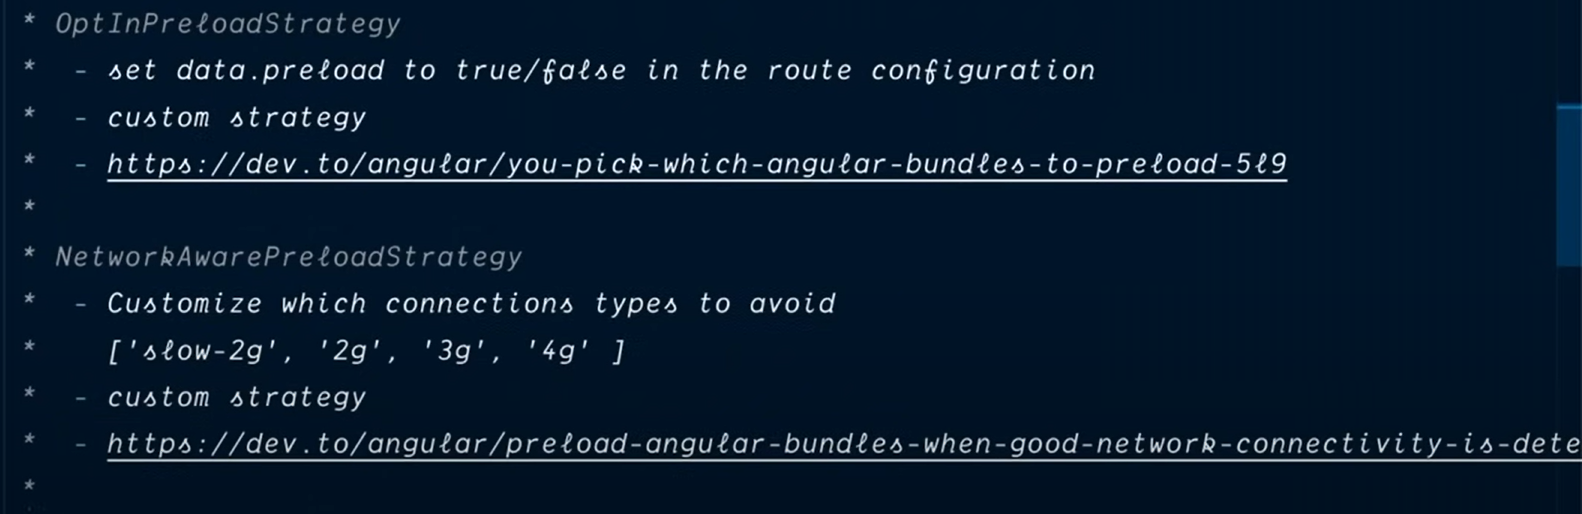 * OptInPreloadStrategy
* - set data.preload to true/false in the route configuration
* - custom strategy
* - https://dev.to/angular/you-pick-which-angular-bundles-to-preload-5l9
*
* NetworkAwarePreloadStrategy
* - Customize which connections types to avoid
* ['slow-2g', '2g', '3g', '4g' ]
* - custom strategy
* - https://dev.to/angular/preload-angular-bundles-when-good-network-connectivity-is-dete
*